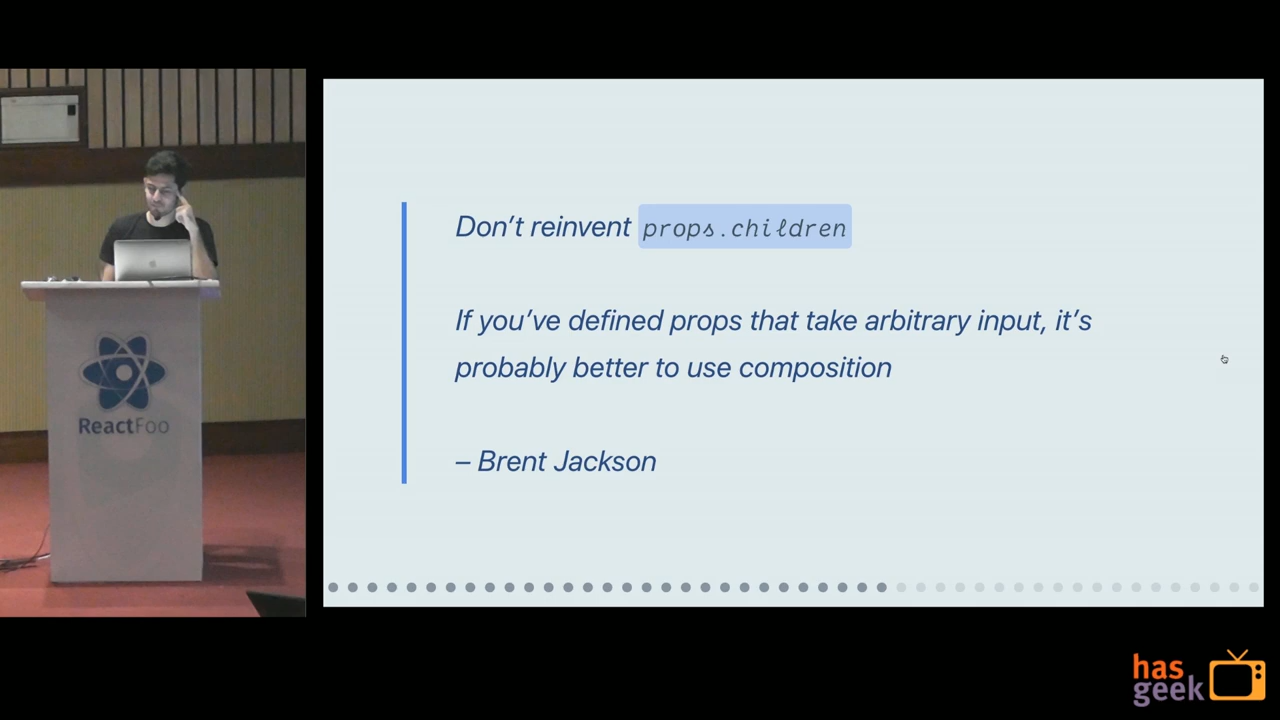 Don't reinvent props.children
If you've defined props that take arbitrary input, it's
probably better to use composition
– Brent Jackson
ReactFoo
has
geek